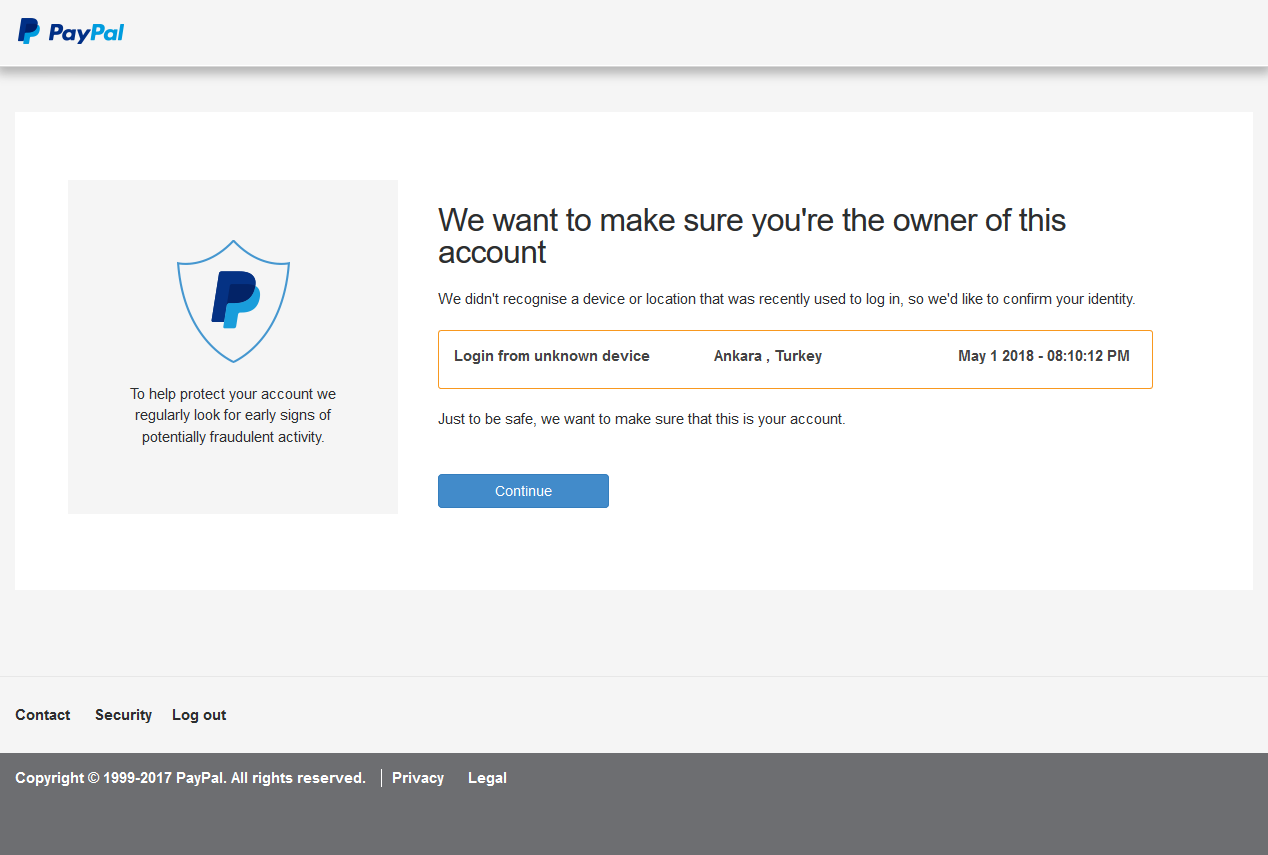 PayPal
To help protect your account we
regularly look for early signs of
potentially fraudulent activity.
We want to make sure you're the owner of this
account
We didn't recognise a device or location that was recently used to log in, so we'd like to confirm your identity.
Login from unknown device Ankara , Turkey May 1 2018 - 08:10:12 PM
Just to be safe, we want to make sure that this is your account.
Continue
Contact Security Log out
Copyright © 1999-2017 PayPal. All rights reserved. Privacy Legal